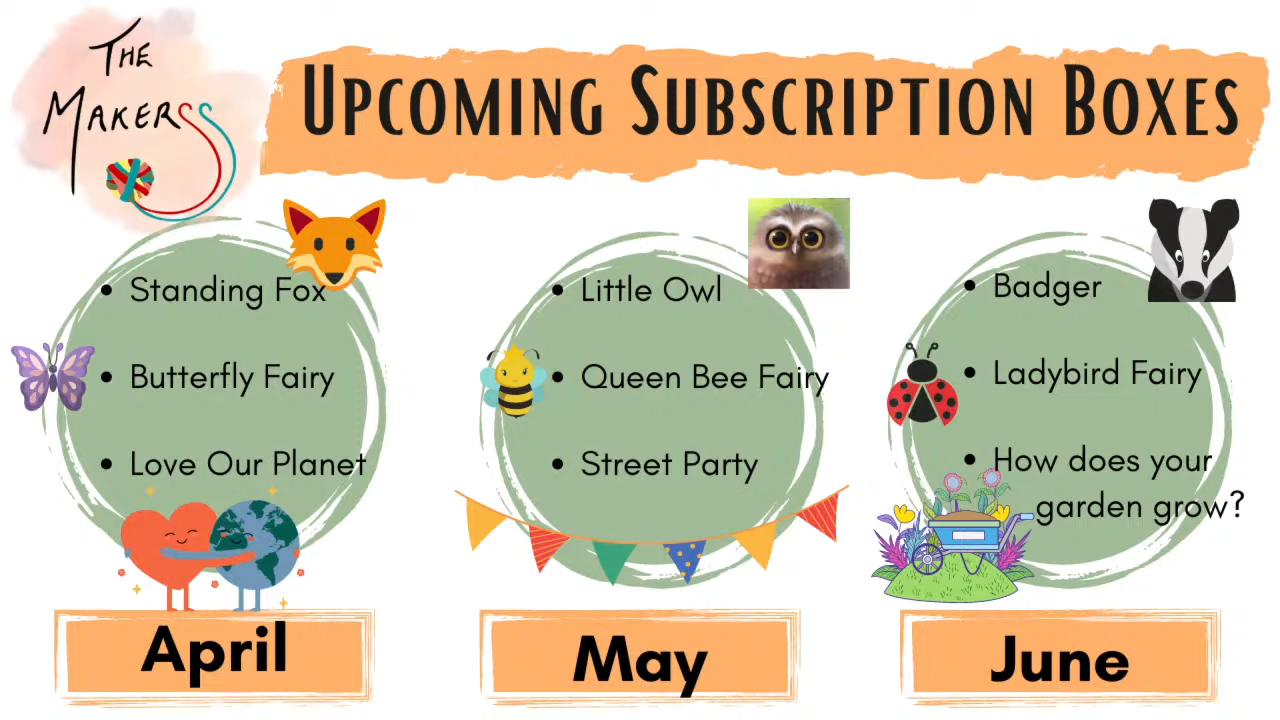 The
Makerss
Upcoming Subscription Boxes
• Standing Fox
• Butterfly Fairy
• Love Our Planet
April
• Little Owl
• Queen Bee Fairy
• Street Party
May
• Badger
• Ladybird Fairy
• How does your
garden grow?
June